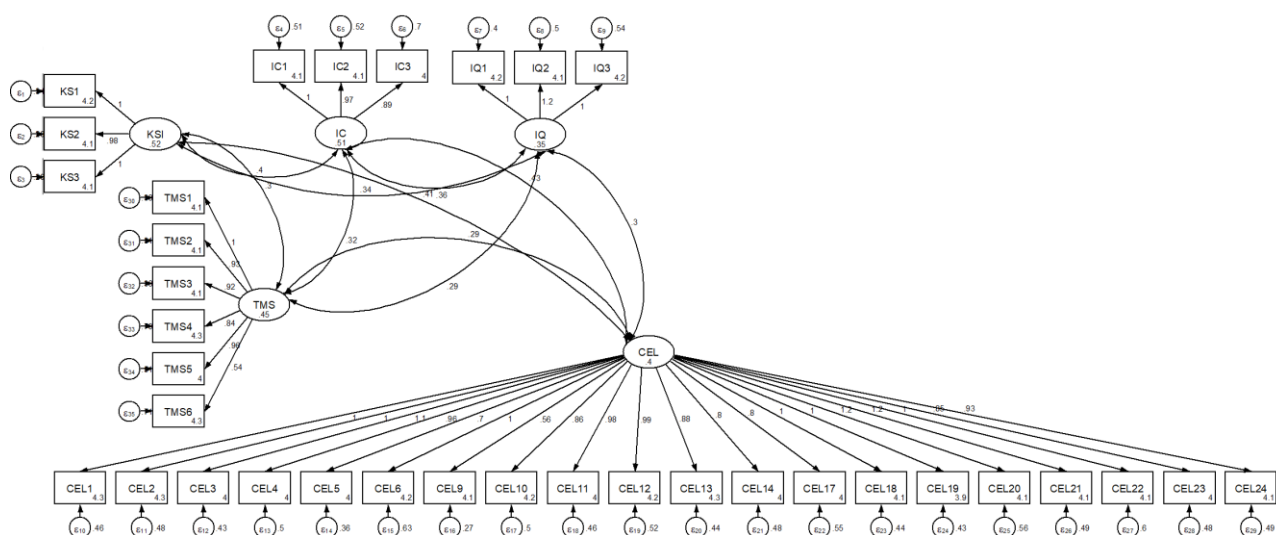 ε4 .51 ε5 .52 ε6 .7 ε7 .4 ε8 .5 ε9 .54
IC1 4.1 IC2 4.1 IC3 4 IQ1 4.2 IQ2 4.1 IQ3 4.2
1 .97 .89 1 1.2 1
ε1 KS1 4.2
1
ε2 KS2 4.1 .98 KSI .52 IC .51 IQ .35
ε3 KS3 4.1 1
.4 .3 .34 .41 .36 .43
ε30 TMS1 4.1 1
ε31 TMS2 4.1 .93 .32 .29 .3
ε32 TMS3 4.1 .92 .29
TMS .45
ε33 TMS4 4.3 .84
ε34 TMS5 4 .96
CEL .4
ε35 TMS6 4.3 .54
1 1 1.1 .96 .7 1 .56 .86 .98 .99 .88 .8 .8 1 1 1.2 1.2 1 .85 .93
CEL1 4.3 CEL2 4.3 CEL3 4 CEL4 4 CEL5 4 CEL6 4.2 CEL9 4.1 CEL10 4.2 CEL11 4 CEL12 4.2 CEL13 4.3 CEL14 4 CEL17 4 CEL18 4.1 CEL19 3.9 CEL20 4.1 CEL21 4.1 CEL22 4.1 CEL23 4 CEL24 4.1
ε10 .46 ε11 .48 ε12 .43 ε13 .5 ε14 .36 ε15 .63 ε16 .27 ε17 .5 ε18 .46 ε19 .52 ε20 .44 ε21 .48 ε22 .55 ε23 .44 ε24 .43 ε25 .56 ε26 .49 ε27 .6 ε28 .48 ε29 .49